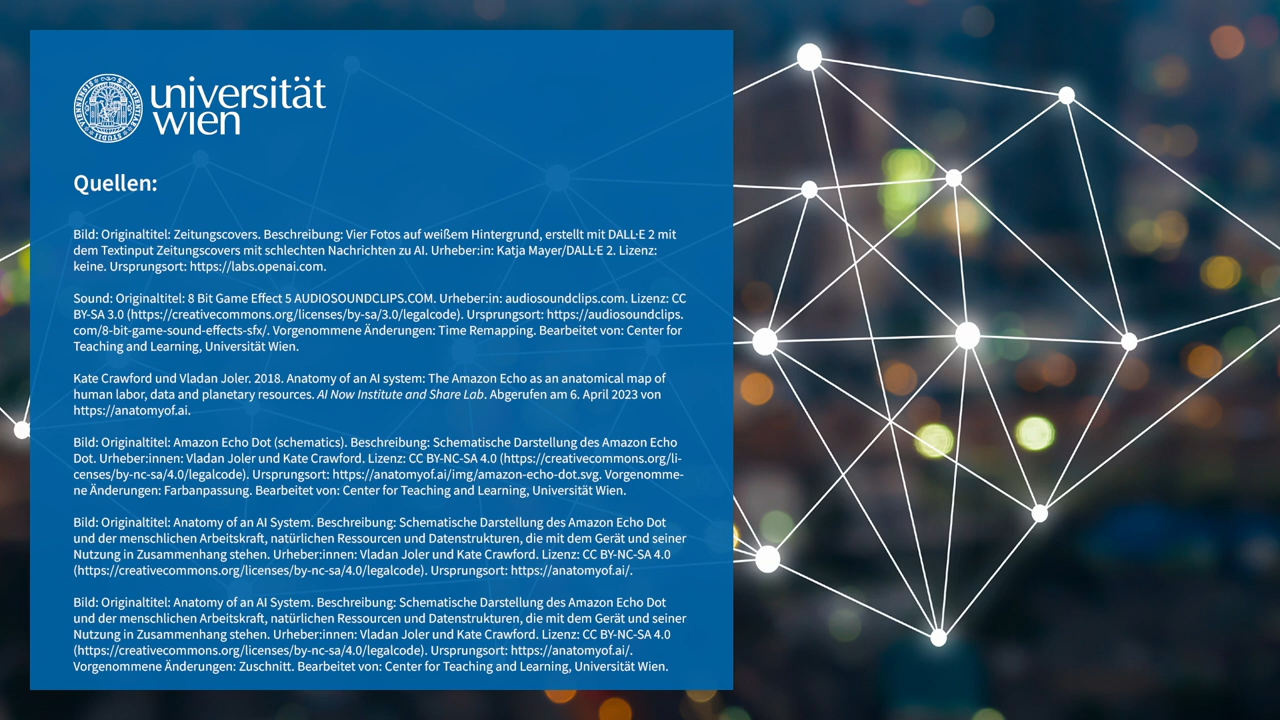 universität
wien
Quellen:
Bild: Originaltitel: Zeitungscovers. Beschreibung: Vier Fotos auf weißem Hintergrund, erstellt mit DALL·E 2 mit
dem Textinput Zeitungscovers mit schlechten Nachrichten zu AI. Urheber:in: Katja Mayer/DALL·E 2. Lizenz:
keine. Ursprungsort: https://labs.openai.com.
Sound: Originaltitel: 8 Bit Game Effect 5 AUDIOSOUNDCLIPS.COM. Urheber:in: audiosoundclips.com. Lizenz: CC
BY-SA 3.0 (https://creativecommons.org/licenses/by-sa/3.0/legalcode). Ursprungsort: https://audiosoundclips.
com/8-bit-game-sound-effects-sfx/. Vorgenommene Änderungen: Time Remapping. Bearbeitet von: Center for
Teaching and Learning, Universität Wien.
Kate Crawford und Vladan Joler. 2018. Anatomy of an AI system: The Amazon Echo as an anatomical map of
human labor, data and planetary resources. AI Now Institute and Share Lab. Abgerufen am 6. April 2023 von
https://anatomyof.ai.
Bild: Originaltitel: Amazon Echo Dot (schematics). Beschreibung: Schematische Darstellung des Amazon Echo
Dot. Urheber:innen: Vladan Joler und Kate Crawford. Lizenz: CC BY-NC-SA 4.0 (https://creativecommons.org/li-
censes/by-nc-sa/4.0/legalcode). Ursprungsort: https://anatomyof.ai/img/amazon-echo-dot.svg. Vorgenomme-
ne Änderungen: Farbanpassung. Bearbeitet von: Center for Teaching and Learning, Universität Wien.
Bild: Originaltitel: Anatomy of an AI System. Beschreibung: Schematische Darstellung des Amazon Echo Dot
und der menschlichen Arbeitskraft, natürlichen Ressourcen und Datenstrukturen, die mit dem Gerät und seiner
Nutzung in Zusammenhang stehen. Urheber:innen: Vladan Joler und Kate Crawford. Lizenz: CC BY-NC-SA 4.0
(https://creativecommons.org/licenses/by-nc-sa/4.0/legalcode). Ursprungsort: https://anatomyof.ai/.
Bild: Originaltitel: Anatomy of an AI System. Beschreibung: Schematische Darstellung des Amazon Echo Dot
und der menschlichen Arbeitskraft, natürlichen Ressourcen und Datenstrukturen, die mit dem Gerät und seiner
Nutzung in Zusammenhang stehen. Urheber:innen: Vladan Joler und Kate Crawford. Lizenz: CC BY-NC-SA 4.0
(https://creativecommons.org/licenses/by-nc-sa/4.0/legalcode). Ursprungsort: https://anatomyof.ai/.
Vorgenommene Änderungen: Zuschnitt. Bearbeitet von: Center for Teaching and Learning, Universität Wien.